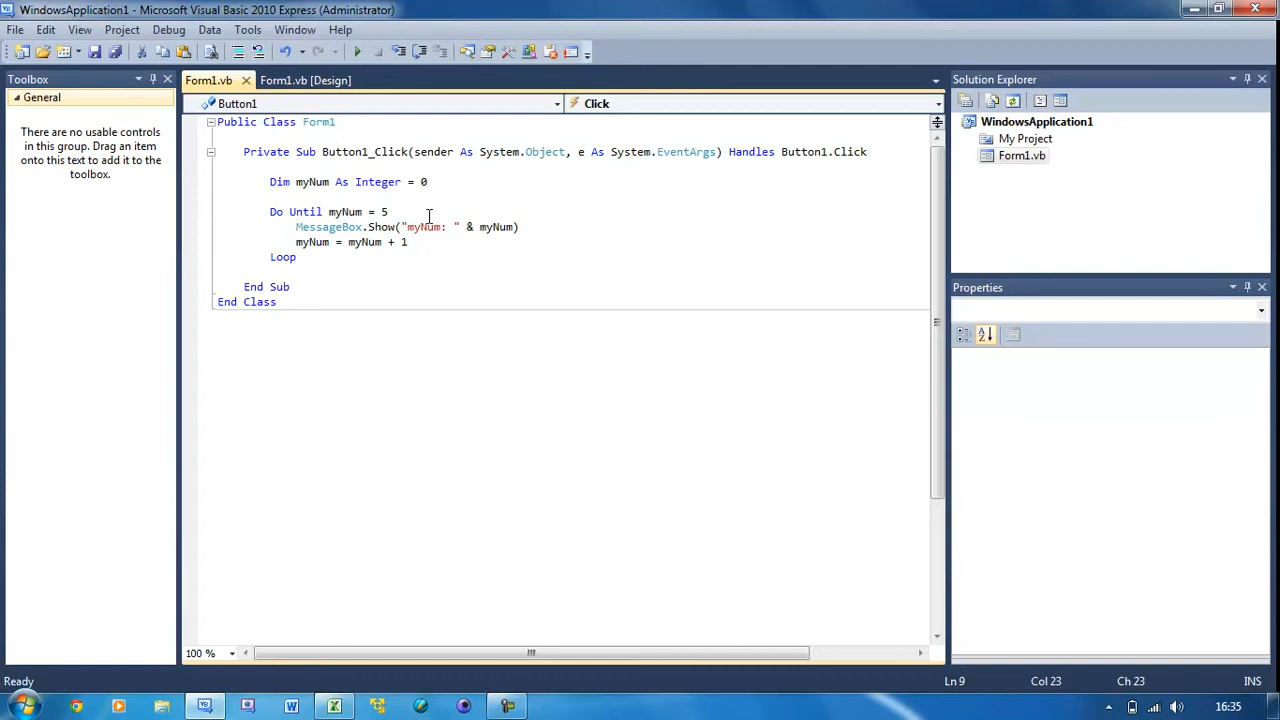 WindowsApplication1 - Microsoft Visual Basic 2010 Express (Administrator)
File Edit View Project Debug Data Tools Window Help
Toolbox
General
There are no usable controls
in this group. Drag an item
onto this text to add it to the
toolbox.
Form1.vb Form1.vb [Design]
Button1 Click
Public Class Form1
Private Sub Button1_Click(sender As System.Object, e As System.EventArgs) Handles Button1.Click
Dim myNum As Integer = 0
Do Until myNum = 5
MessageBox.Show("myNum: " & myNum)
myNum = myNum + 1
Loop
End Sub
End Class
100 %
Solution Explorer
WindowsApplication1
My Project
Form1.vb
Properties
Ready Ln 9 Col 23 Ch 23 INS
16:35